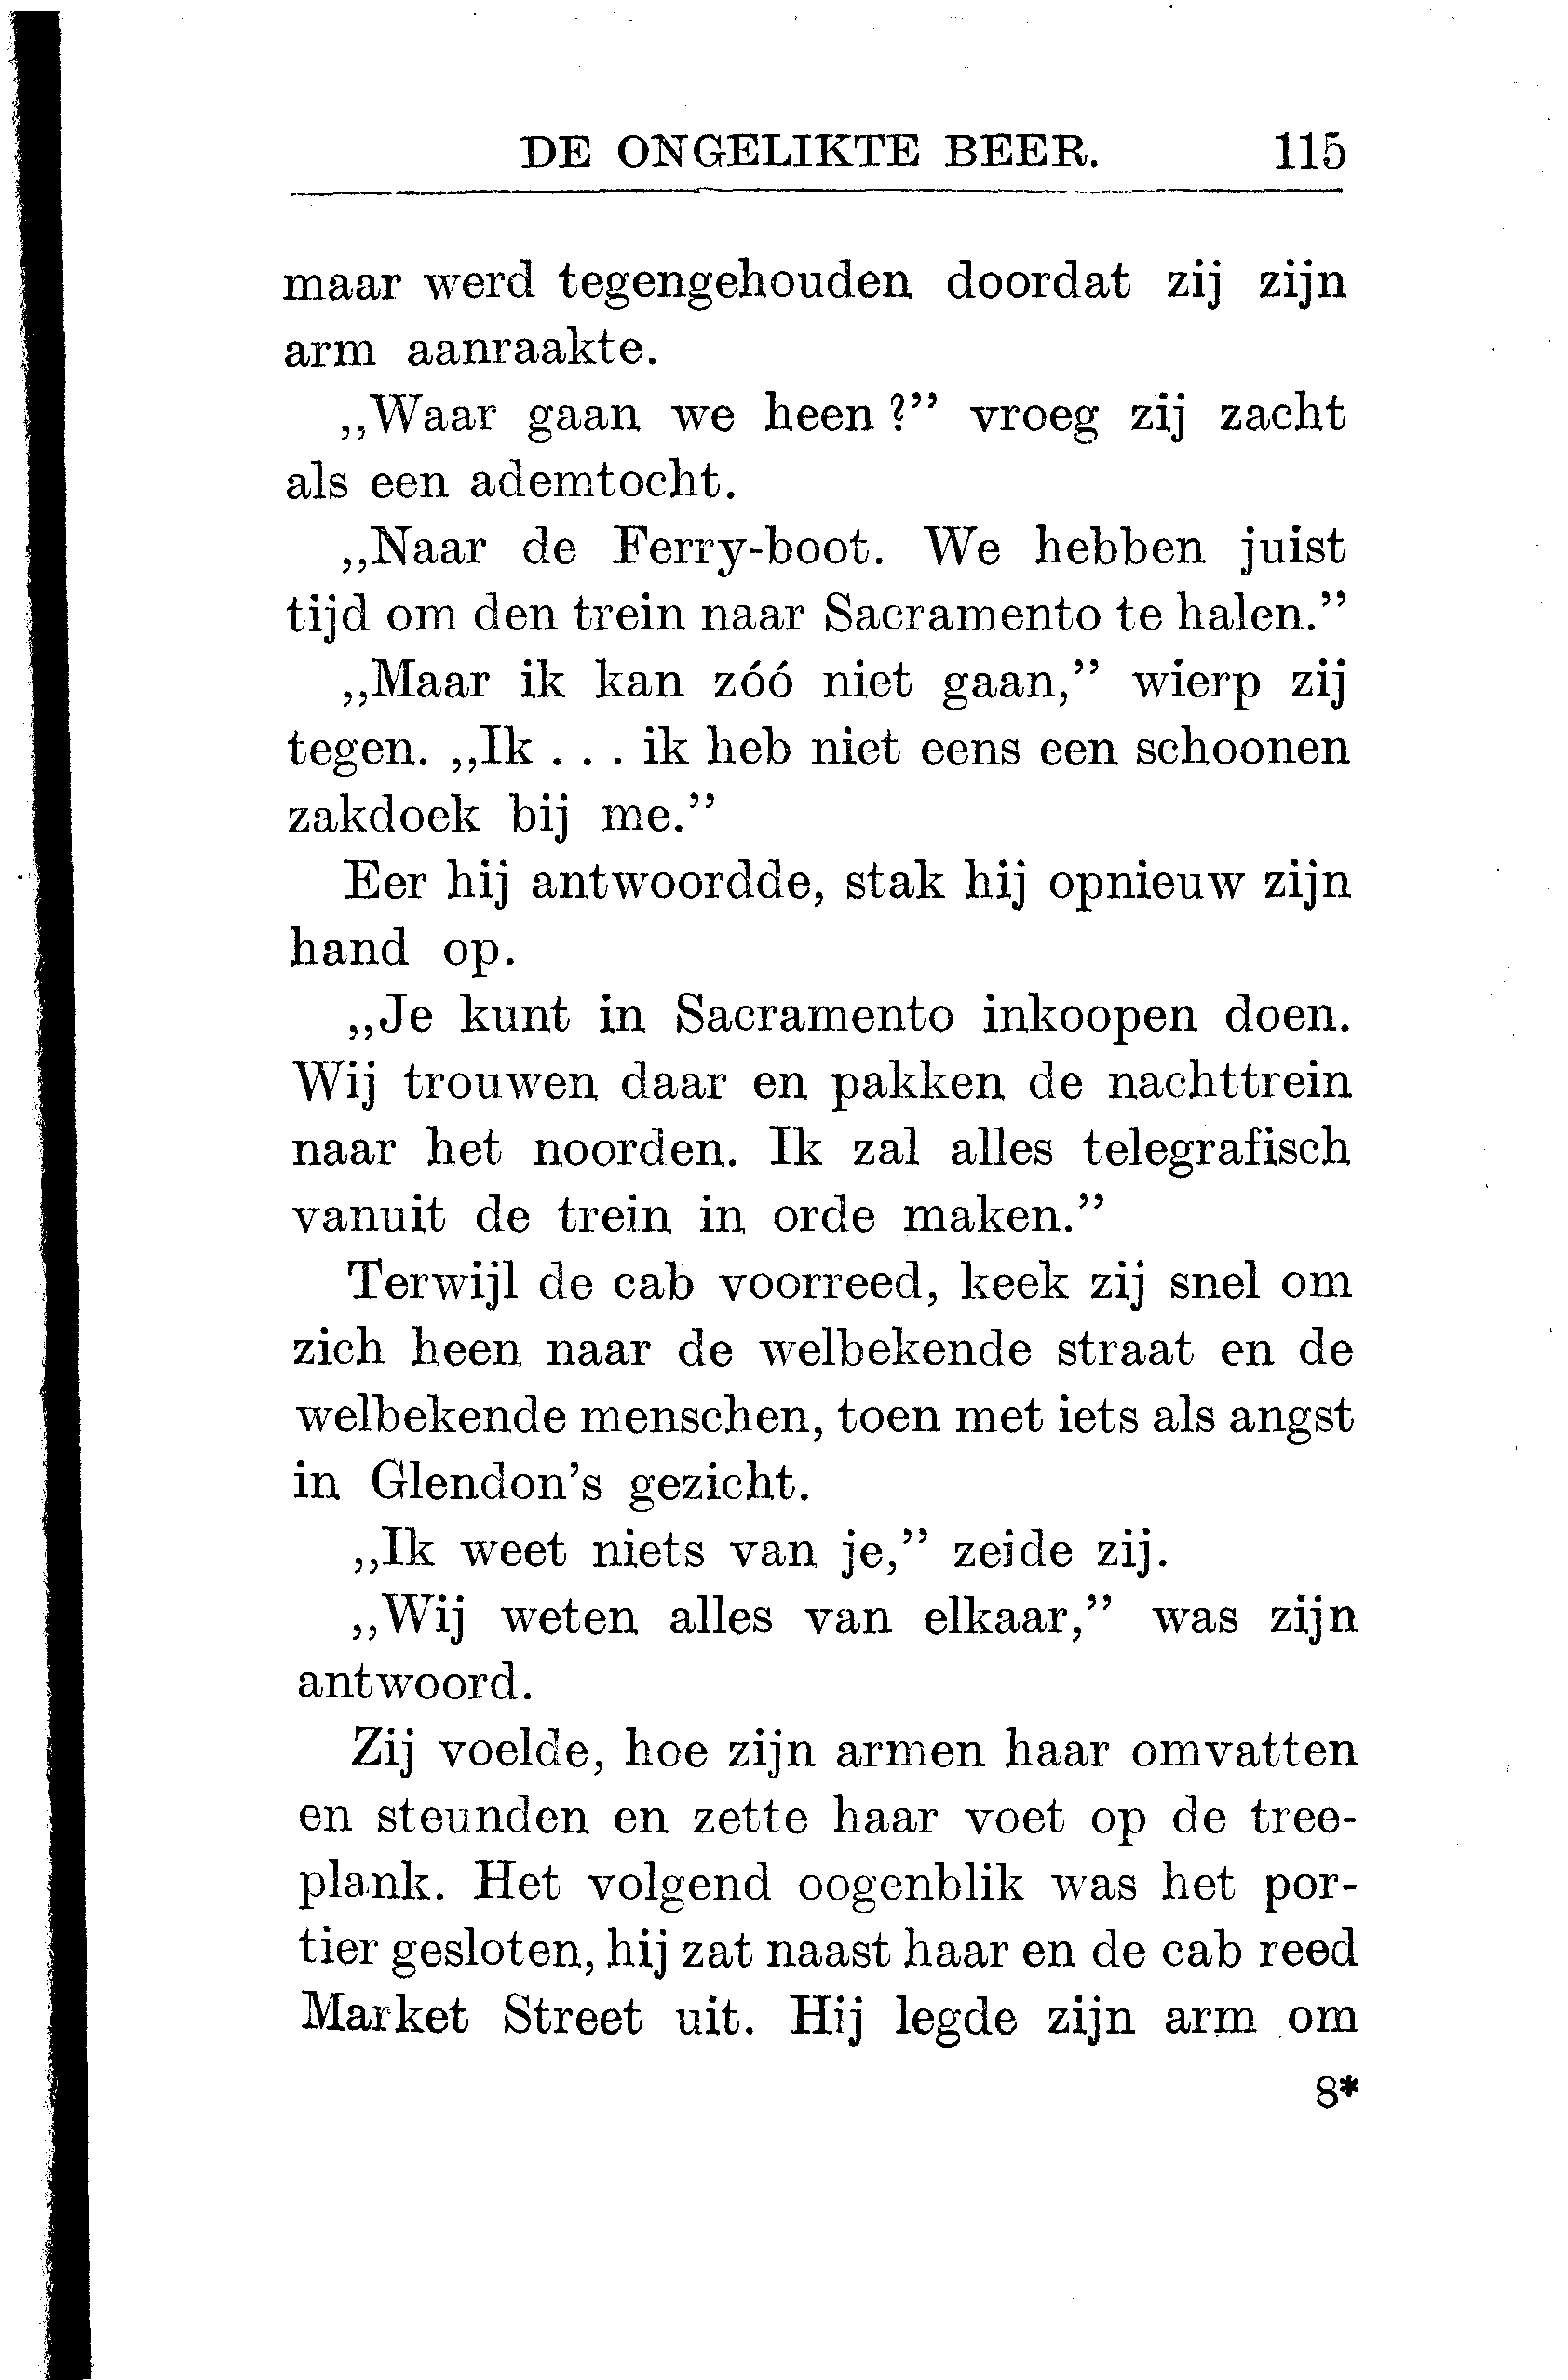 DE ONGELIKTE BEER. 115
maar werd tegengehouden doordat zij zijn
arm aanraakte.
„Waar gaan we heen ?” vroeg zij zacht
als een ademtocht.
„Naar de Ferry-boot. We hebben juist
tijd om den trein naar Sacramento te halen.”
„Maar ik kan zóó niet gaan,” wierp zij
tegen. „Ik . . . ik heb niet eens een schoonen
zakdoek bij me.”
Eer hij antwoordde, stak hij opnieuw zijn
hand op.
„Je kunt in Sacramento inkoopen doen.
Wij trouwen daar en pakken de nachttrein
naar het noorden. Ik zal alles telegrafisch
vanuit de trein in orde maken.”
Terwijl de cab voorreed, keek zij snel om
zich heen naar de welbekende straat en de
welbekende menschen, toen met iets als angst
in Glendon's gezicht.
„Ik weet niets van je,” zeide zij.
„Wij weten alles van elkaar,” was zijn
antwoord.
Zij voelde, hoe zijn armen haar omvatten
en steunden en zette haar voet op de tree-
plank. Het volgend oogenblik was het por-
tier gesloten, hij zat naast haar en de cab reed
Market Street uit. Hij legde zijn arm om
8*